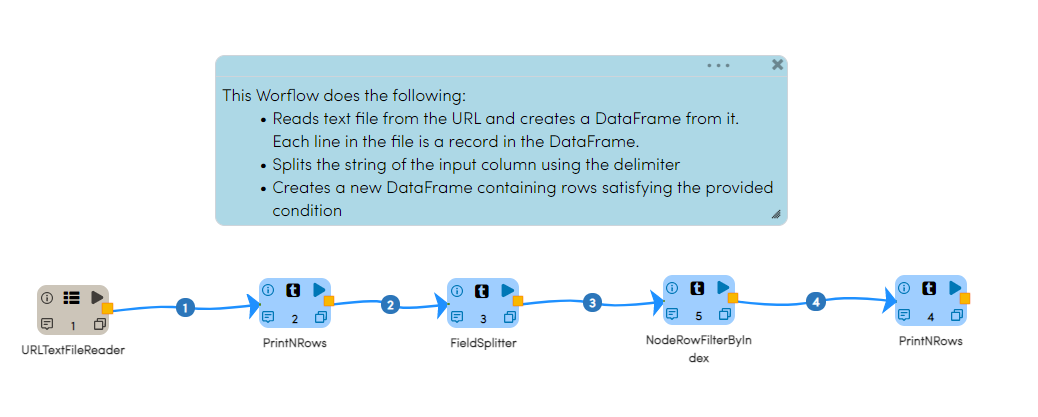 This Worflow does the following:
• Reads text file from the URL and creates a DataFrame from it.
Each line in the file is a record in the DataFrame.
• Splits the string of the input column using the delimiter
• Creates a new DataFrame containing rows satisfying the provided
condition
1
2
3
4
t
t
t
t
1
2
3
5
4
URLTextFileReader
PrintNRows
FieldSplitter
NodeRowFilterByIn
dex
PrintNRows